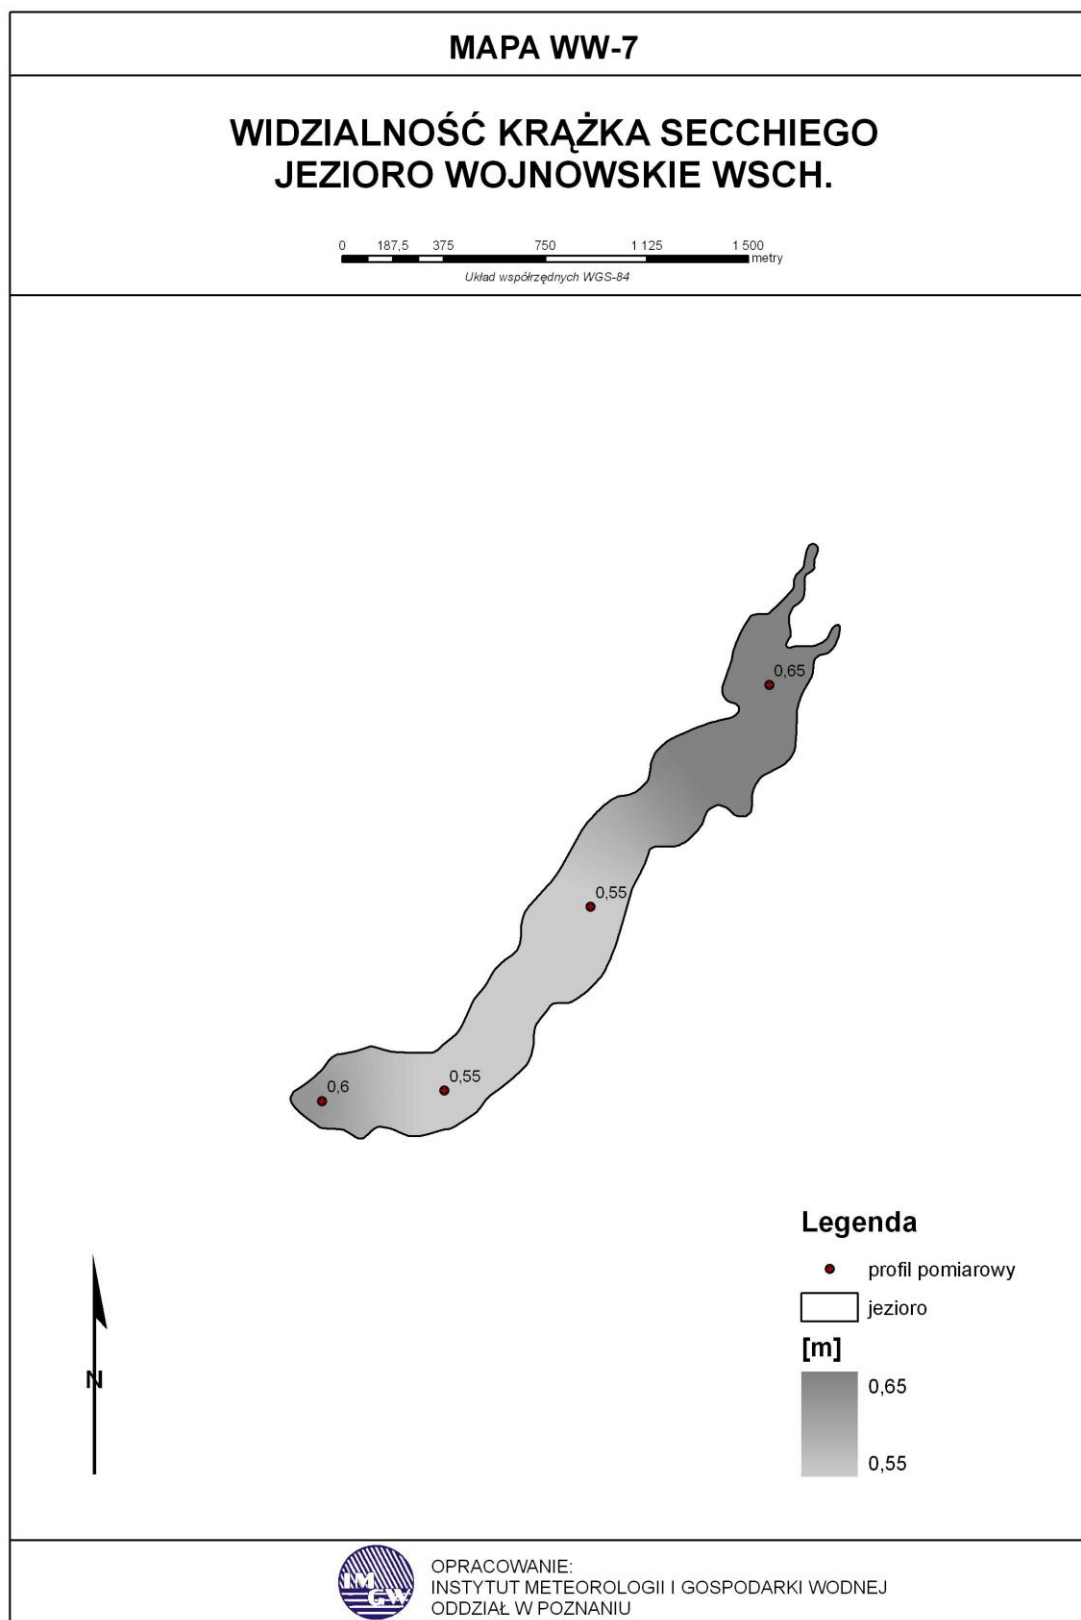 MAPA WW-7
WIDZIALNOŚĆ KRĄŻKA SECCHIEGO
JEZIORO WOJNOWSKIE WSCH.
0 187,5 375 750 1 125 1 500
metry
Układ współrzędnych WGS-84
0,65
0,55
0,55
0,6
Legenda
profil pomiarowy
jezioro
[m]
0,65
0,55
N
IM
GW
OPRACOWANIE:
INSTYTUT METEOROLOGII I GOSPODARKI WODNEJ
ODDZIAŁ W POZNANIU